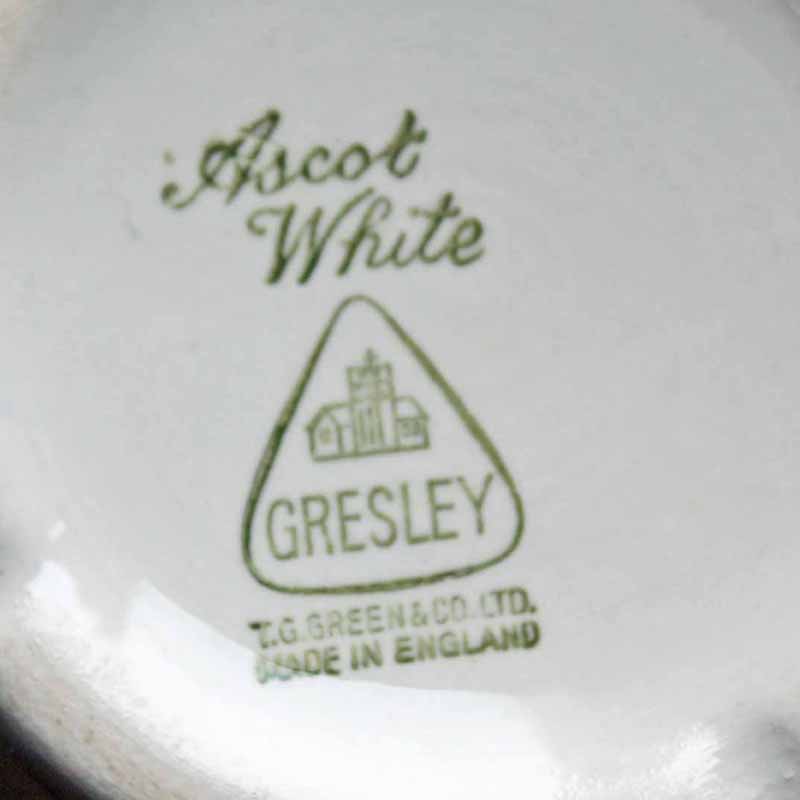 Ascot
White
GRESLEY
T.G. GREEN & CO. LTD.
MADE IN ENGLAND